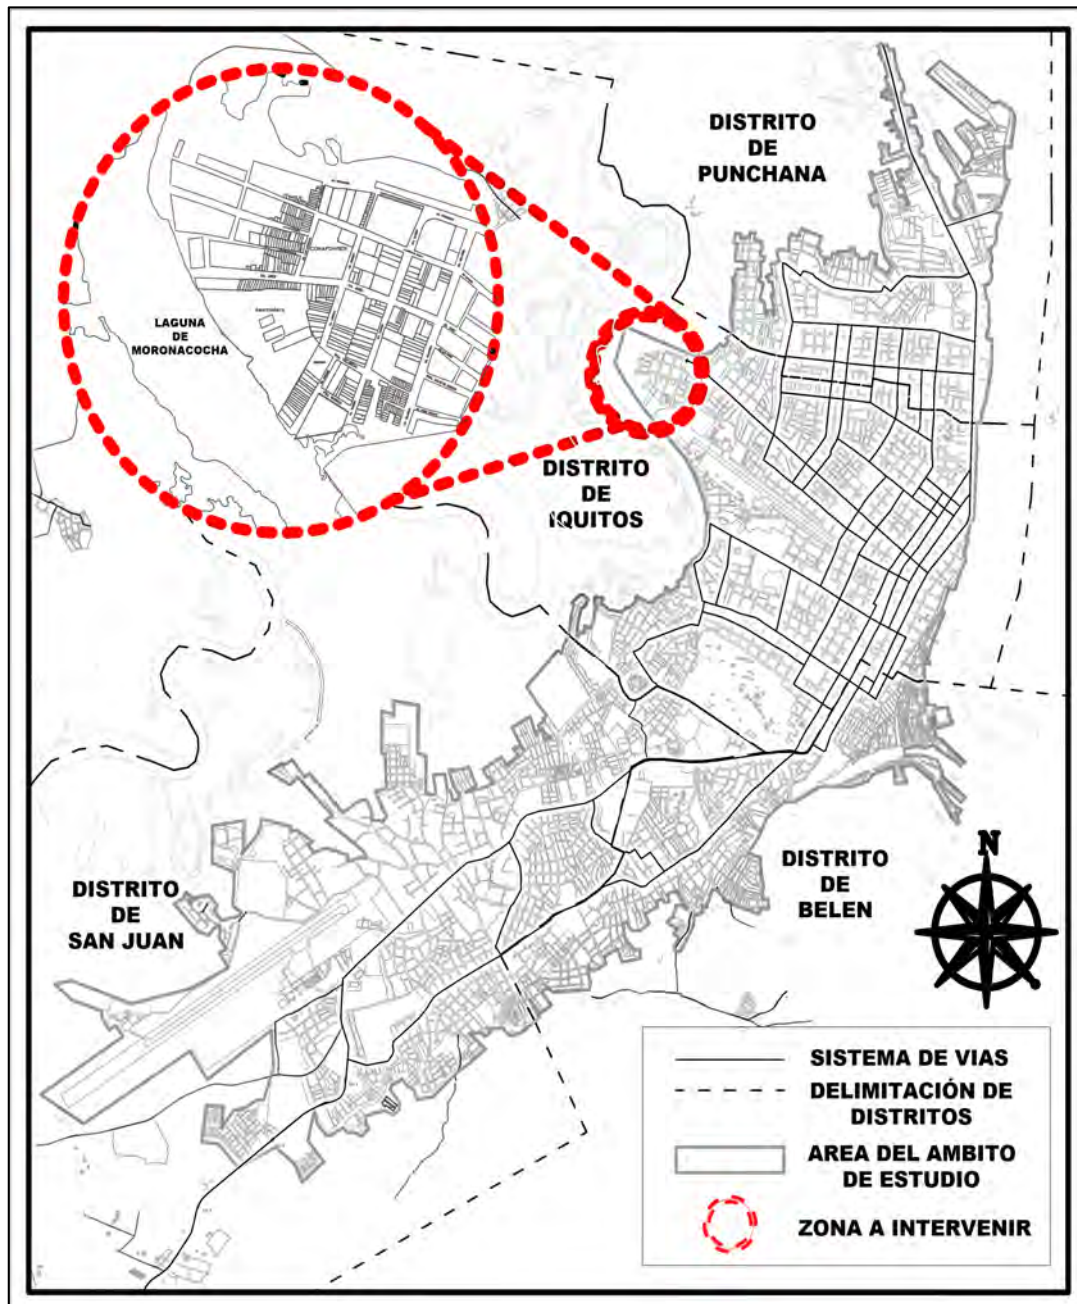 DISTRITO
DE
PUNCHANA
LAGUNA
DE
MORONACOCHA
DISTRITO
DE
IQUITOS
DISTRITO
DE
SAN JUAN
DISTRITO
DE
BELEN
N
SISTEMA DE VIAS
DELIMITACIÓN DE
DISTRITOS
AREA DEL AMBITO
DE ESTUDIO
ZONA A INTERVENIR